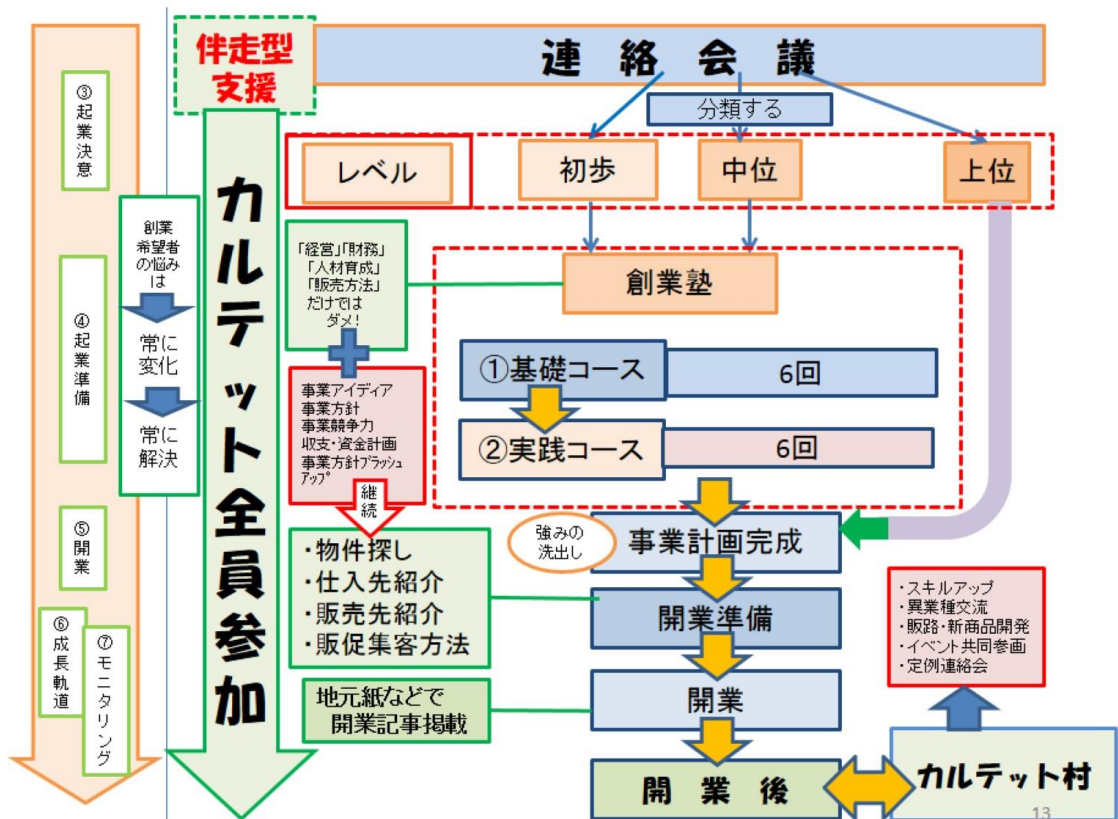 伴走型
支援
連絡会議
分類する
③起業決意
④起業準備
⑤開業
⑥成長軌道
⑦モニタリング
創業
希望者
の悩み
は
常に
変化
常に
解決
カルテット全員参加
レベル
初歩
中位
上位
「経営」「財務」
「人材育成」
「販売方法」
だけでは
ダメ!
事業アイディア
事業方針
事業競争力
収支・資金計画
事業方針ブラッシュ
アップ
継続
創業塾
①基礎コース
6回
②実践コース
6回
強みの
洗出し
事業計画完成
・物件探し
・仕入先紹介
・販売先紹介
・販促集客方法
開業準備
地元紙などで
開業記事掲載
開業
開業後
・スキルアップ
・異業種交流
・販路・新商品開発
・イベント共同参画
・定例連絡会
カルテット村
13